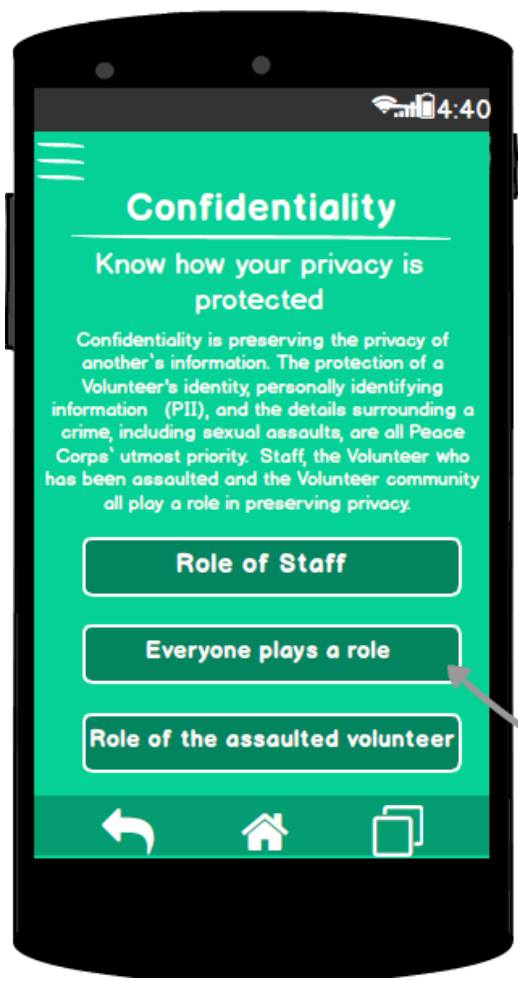 4:40
Confidentiality
Know how your privacy is
protected
Confidentiality is preserving the privacy of
another`s information. The protection of a
Volunteer's identity, personally identifying
information (PII), and the details surrounding a
crime, including sexual assaults, are all Peace
Corps` utmost priority. Staff, the Volunteer who
has been assaulted and the Volunteer community
all play a role in preserving privacy.
Role of Staff
Everyone plays a role
Role of the assaulted volunteer